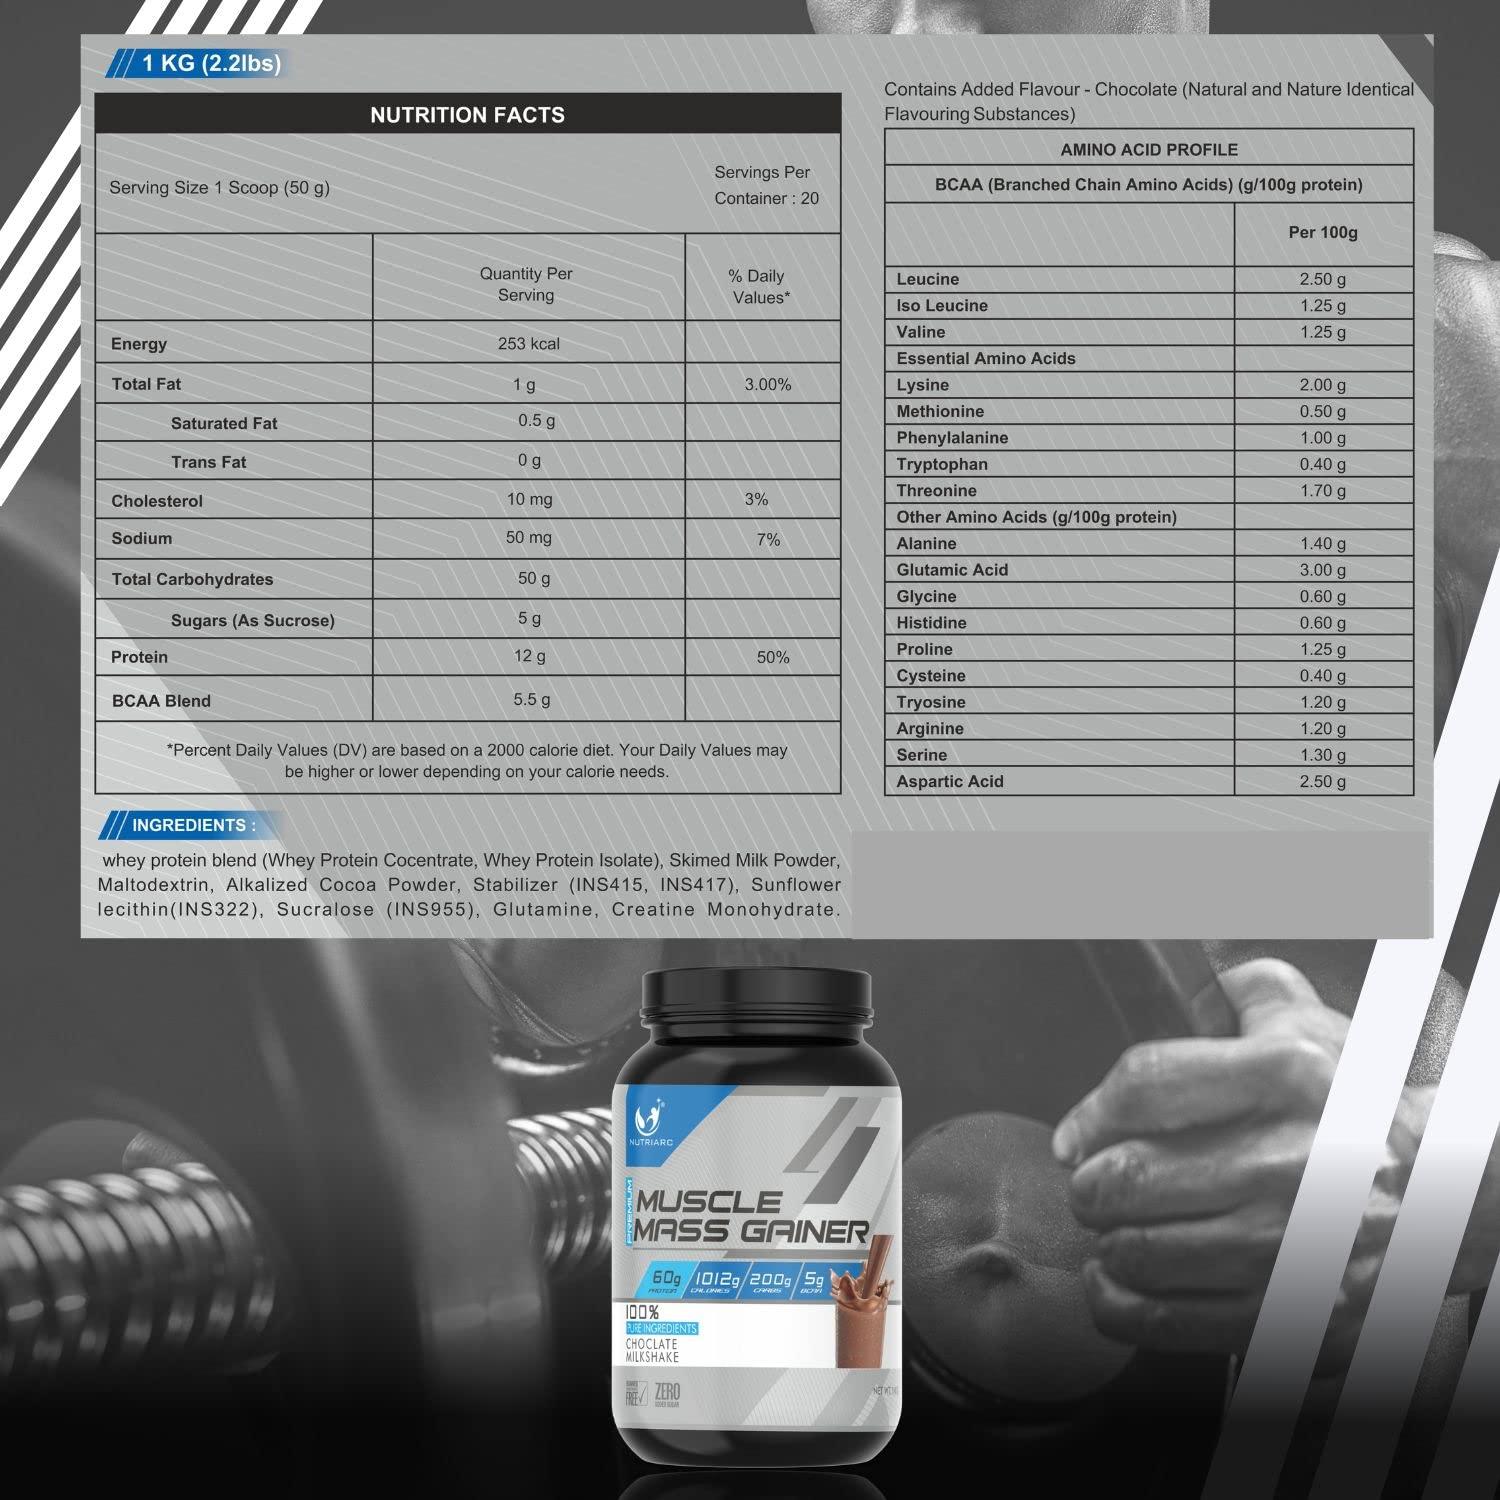 1 KG (2.2lbs)
NUTRITION FACTS
Serving Size 1 Scoop (50 g)
Servings Per
Container : 20
Quantity Per
Serving
% Daily
Values*
Energy 253 kcal
Total Fat 1 g 3.00%
Saturated Fat 0.5 g
Trans Fat 0 g
Cholesterol 10 mg 3%
Sodium 50 mg 7%
Total Carbohydrates 50 g
Sugars (As Sucrose) 5 g
Protein 12 g 50%
BCAA Blend 5.5 g
*Percent Daily Values (DV) are based on a 2000 calorie diet. Your Daily Values may
be higher or lower depending on your calorie needs.
INGREDIENTS :
whey protein blend (Whey Protein Cocentrate, Whey Protein Isolate), Skimed Milk Powder,
Maltodextrin, Alkalized Cocoa Powder, Stabilizer (INS415, INS417), Sunflower
lecithin(INS322), Sucralose (INS955), Glutamine, Creatine Monohydrate.
Contains Added Flavour - Chocolate (Natural and Nature Identical
Flavouring Substances)
AMINO ACID PROFILE
BCAA (Branched Chain Amino Acids) (g/100g protein)
Per 100g
Leucine 2.50 g
Iso Leucine 1.25 g
Valine 1.25 g
Essential Amino Acids
Lysine 2.00 g
Methionine 0.50 g
Phenylalanine 1.00 g
Tryptophan 0.40 g
Threonine 1.70 g
Other Amino Acids (g/100g protein)
Alanine 1.40 g
Glutamic Acid 3.00 g
Glycine 0.60 g
Histidine 0.60 g
Proline 1.25 g
Cysteine 0.40 g
Tryosine 1.20 g
Arginine 1.20 g
Serine 1.30 g
Aspartic Acid 2.50 g
NUTRIARC
PREMIUM
MUSCLE
MASS GAINER
60g 1012g 200g 5g
PROTEIN CALORIES CARBS BCAA
100%
PURE INGREDIENTS
CHOCLATE
MILKSHAKE
FREE
ZERO
ADDED SUGAR
NET WT.